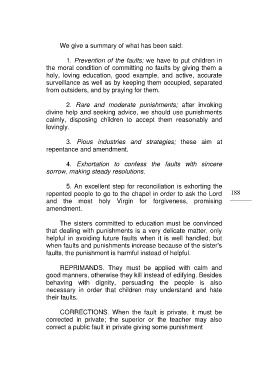 We give a summary of what has been said:
1. Prevention of the faults; we have to put children in
the moral condition of committing no faults by giving them a
holy, loving education, good example, and active, accurate
surveillance as well as by keeping them occupied, separated
from outsiders, and by praying for them.
2. Rare and moderate punishments; after invoking
divine help and seeking advice, we should use punishments
calmly, disposing children to accept them reasonably and
lovingly.
3. Pious industries and strategies; these aim at
repentance and amendment.
4. Exhortation to confess the faults with sincere
sorrow, making steady resolutions.
5. An excellent step for reconciliation is exhorting the
repented people to go to the chapel in order to ask the Lord
and the most holy Virgin for forgiveness, promising
amendment.
188
The sisters committed to education must be convinced
that dealing with punishments is a very delicate matter, only
helpful in avoiding future faults when it is well handled; but
when faults and punishments increase because of the sister's
faults, the punishment is harmful instead of helpful.
REPRIMANDS. They must be applied with calm and
good manners, otherwise they kill instead of edifying. Besides
behaving with dignity, persuading the people is also
necessary in order that children may understand and hate
their faults.
CORRECTIONS. When the fault is private, it must be
corrected in private; the superior or the teacher may also
correct a public fault in private giving some punishment